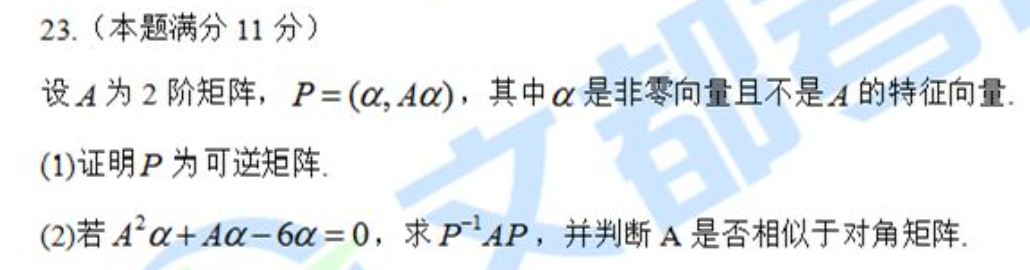 23.（本题满分 11 分）
设 A 为 2 阶矩阵， P = (α, Aα) ，其中 α 是非零向量且不是 A 的特征向量.
(1)证明 P 为可逆矩阵.
(2)若 A²α + Aα − 6α = 0 ，求 P⁻¹AP ，并判断 A 是否相似于对角矩阵.
文都考